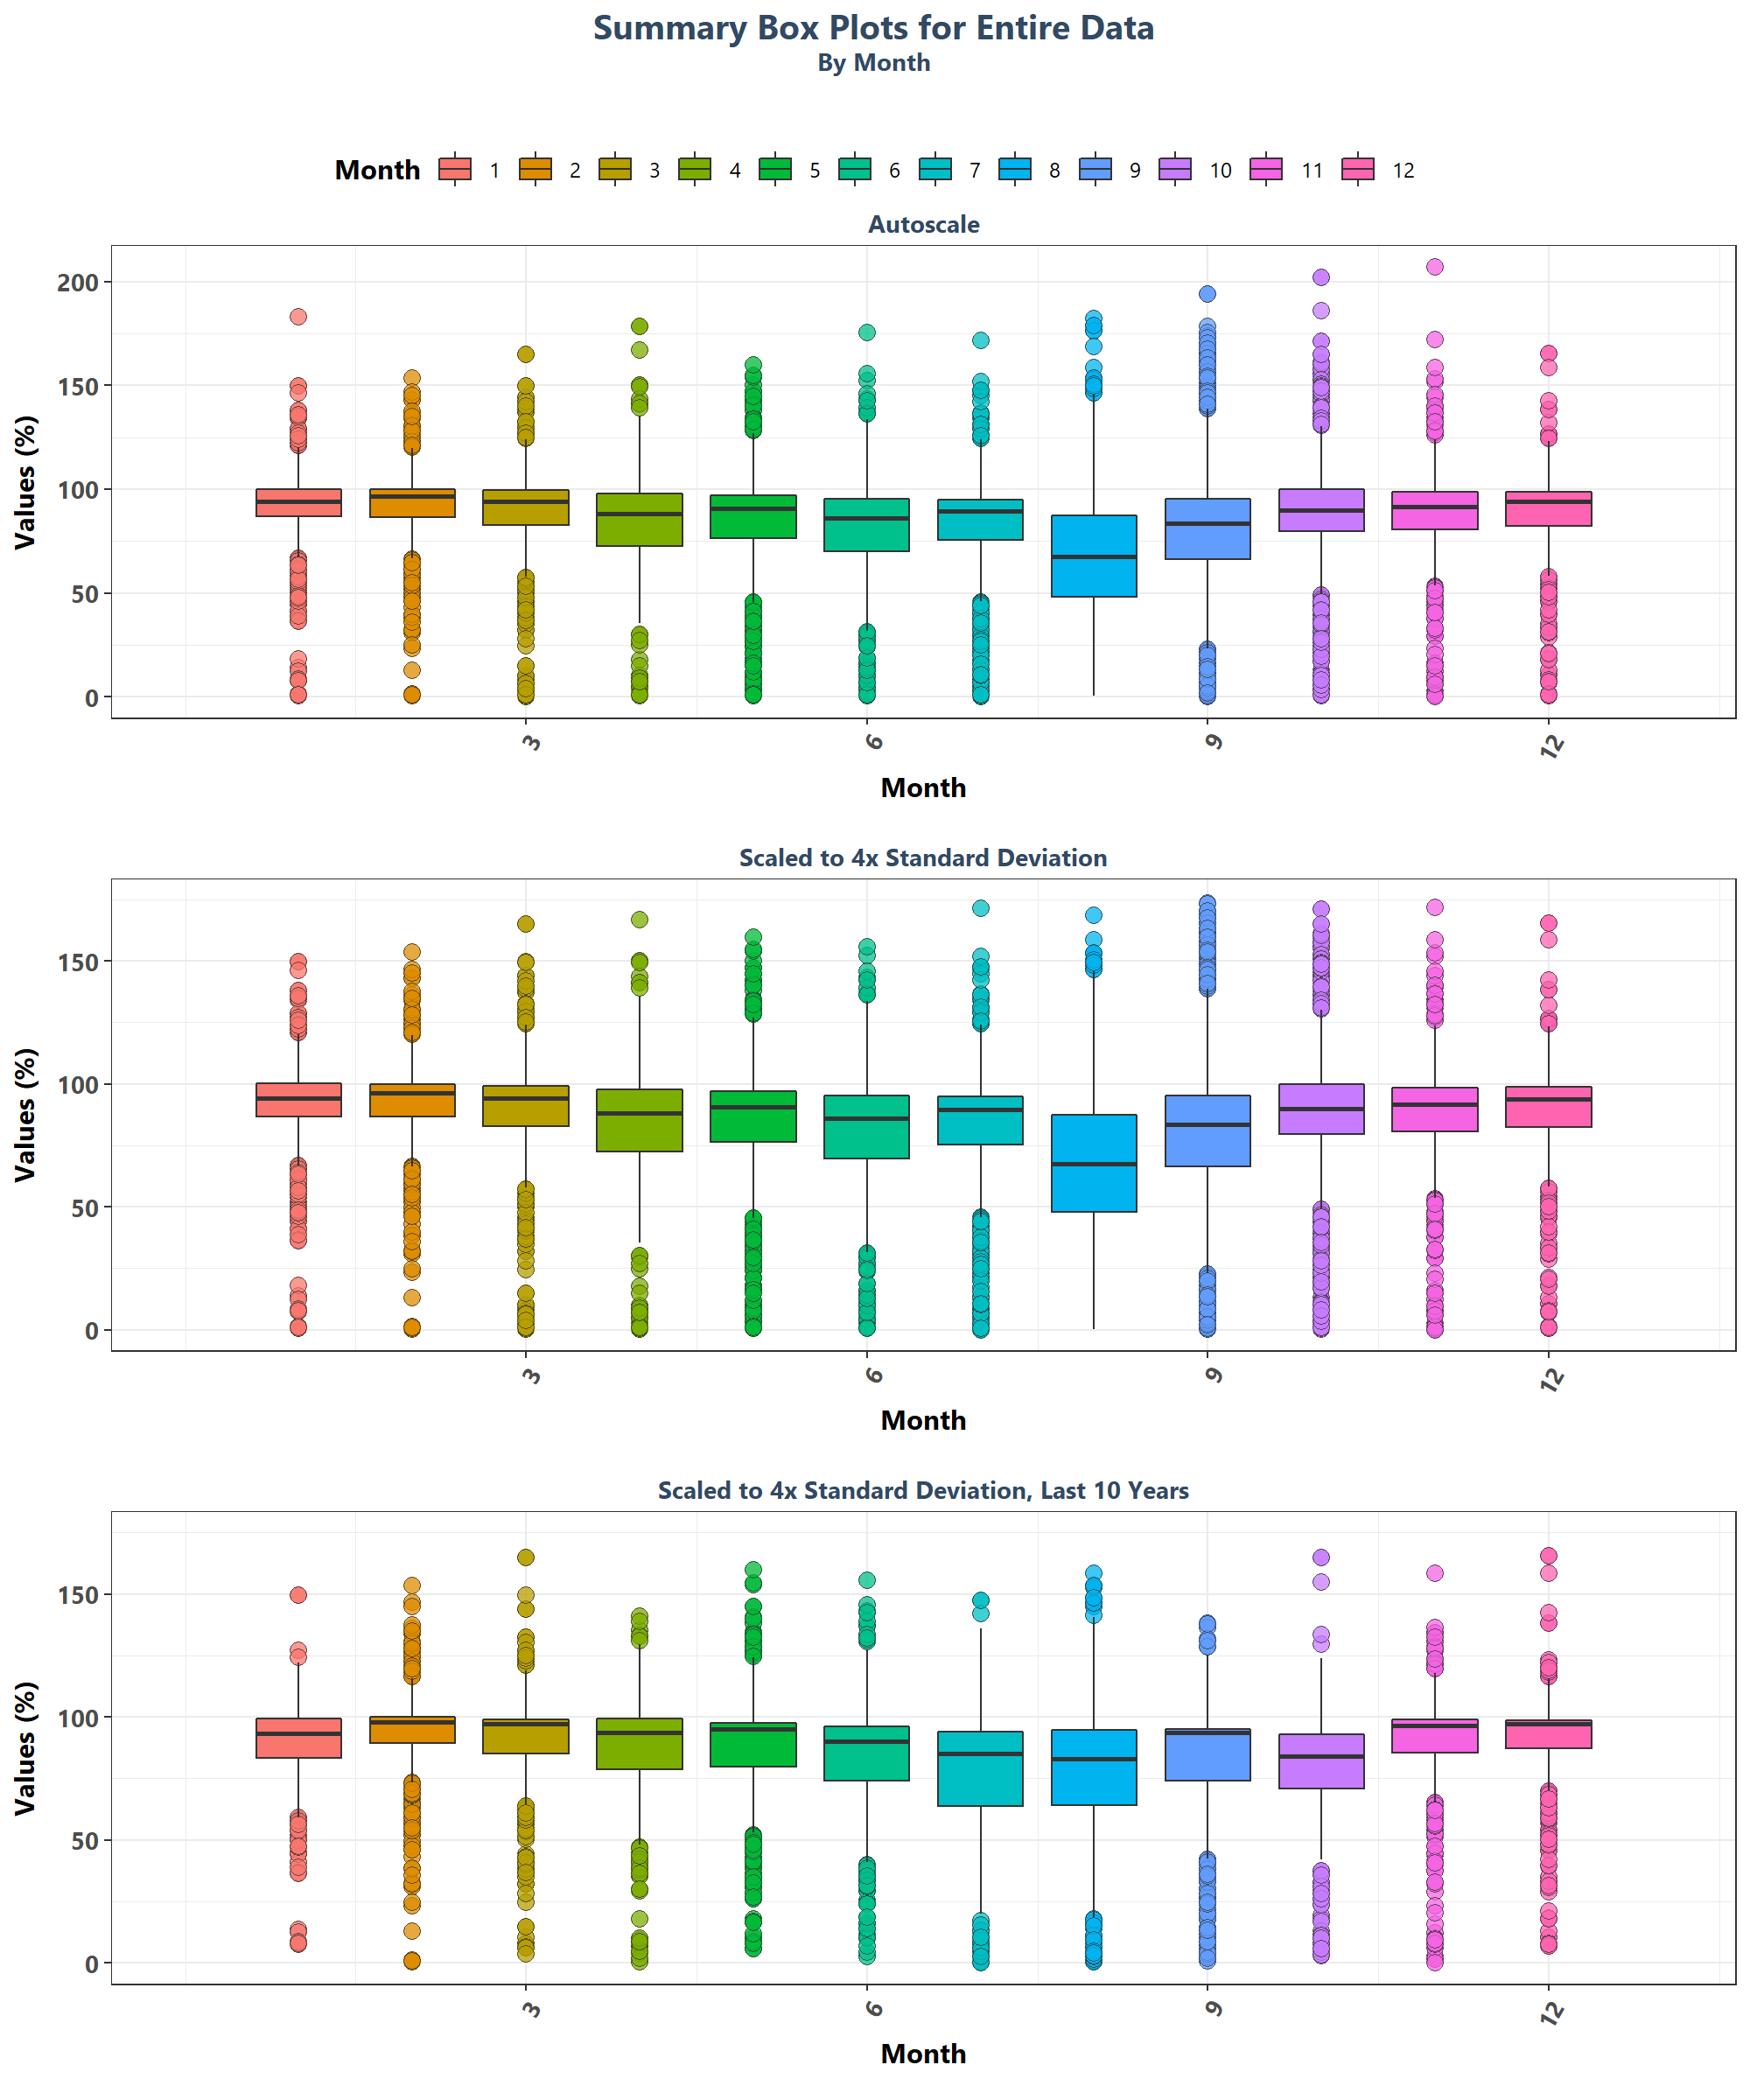 Summary Box Plots for Entire Data
By Month
Month 1 2 3 4 5 6 7 8 9 10 11 12
Autoscale
Values (%)
200
150
100
50
0
3 6 9 12
Month
Scaled to 4x Standard Deviation
Values (%)
150
100
50
0
3 6 9 12
Month
Scaled to 4x Standard Deviation, Last 10 Years
Values (%)
150
100
50
0
3 6 9 12
Month